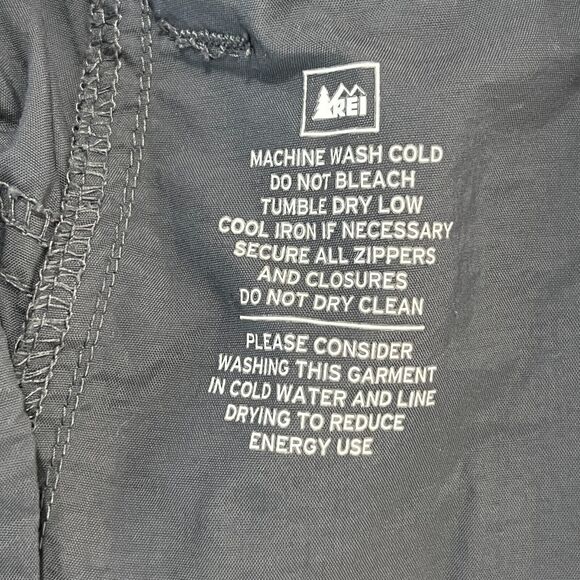 REI
MACHINE WASH COLD
DO NOT BLEACH
TUMBLE DRY LOW
COOL IRON IF NECESSARY
SECURE ALL ZIPPERS
AND CLOSURES
DO NOT DRY CLEAN
PLEASE CONSIDER
WASHING THIS GARMENT
IN COLD WATER AND LINE
DRYING TO REDUCE
ENERGY USE